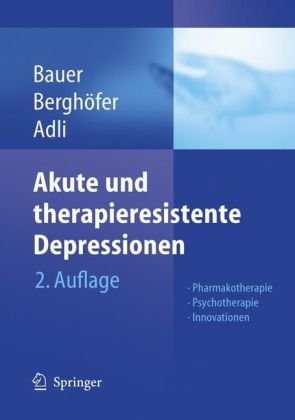 Bauer
Berghöfer
Adli
Akute und
therapieresistente
Depressionen
2. Auflage
· Pharmakotherapie
· Psychotherapie
· Innovationen
Springer